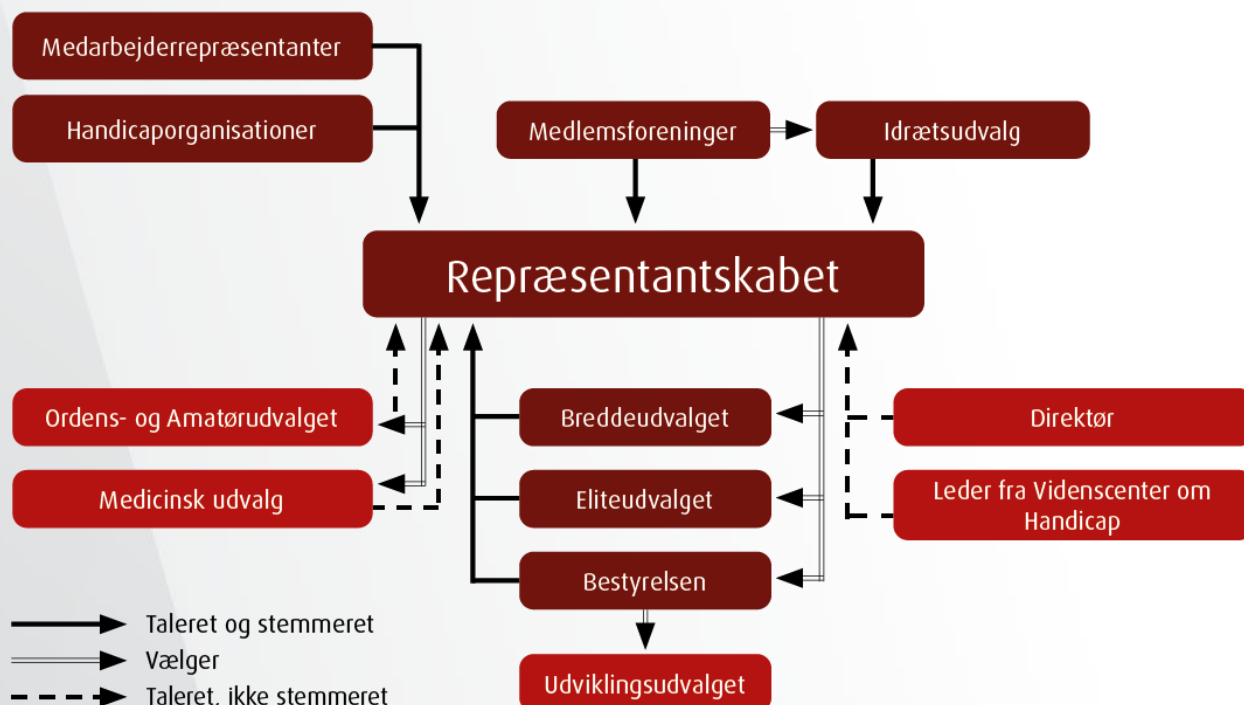 Medarbejderrepræsentanter
Handicaporganisationer
Medlemsforeninger
Idrætsudvalg
Repræsentantskabet
Ordens- og Amatørudvalget
Medicinsk udvalg
Breddeudvalget
Eliteudvalget
Bestyrelsen
Udviklingsudvalget
Direktør
Leder fra Videnscenter om
Handicap
Taleret og stemmeret
Vælger
Taleret, ikke stemmeret